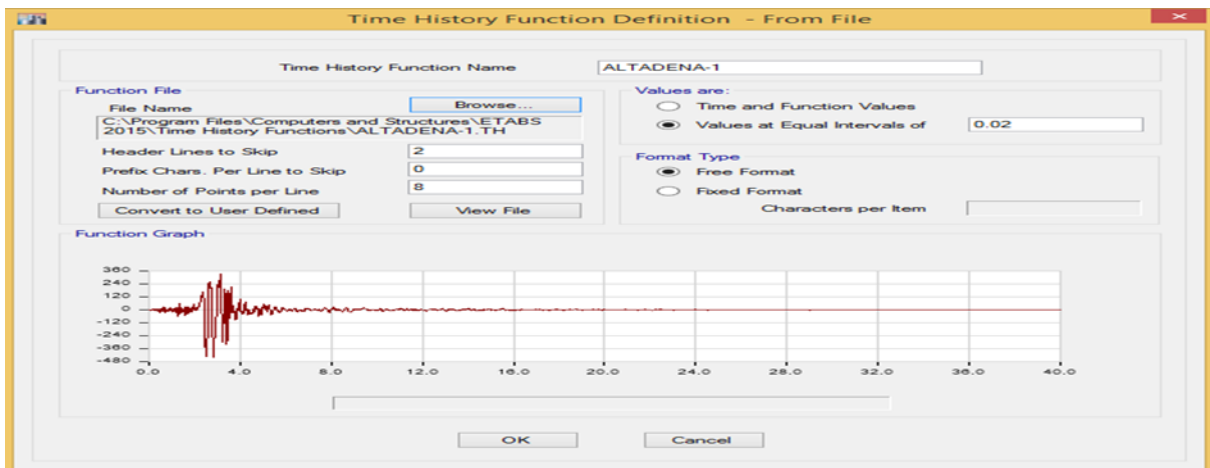 Time History Function Definition - From File
Time History Function Name ALTADENA-1
Function File
File Name Browse...
C:\Program Files\Computers and Structures\ETABS
2015\Time History Functions\ALTADENA-1.TH
Header Lines to Skip 2
Prefix Chars. Per Line to Skip 0
Number of Points per Line 8
Convert to User Defined View File
Values are:
Time and Function Values
Values at Equal Intervals of 0.02
Format Type
Free Format
Fixed Format
Characters per Item
Function Graph
360
240
120
0
-120
-240
-360
-480
0.0 4.0 8.0 12.0 16.0 20.0 24.0 28.0 32.0 36.0 40.0
OK Cancel